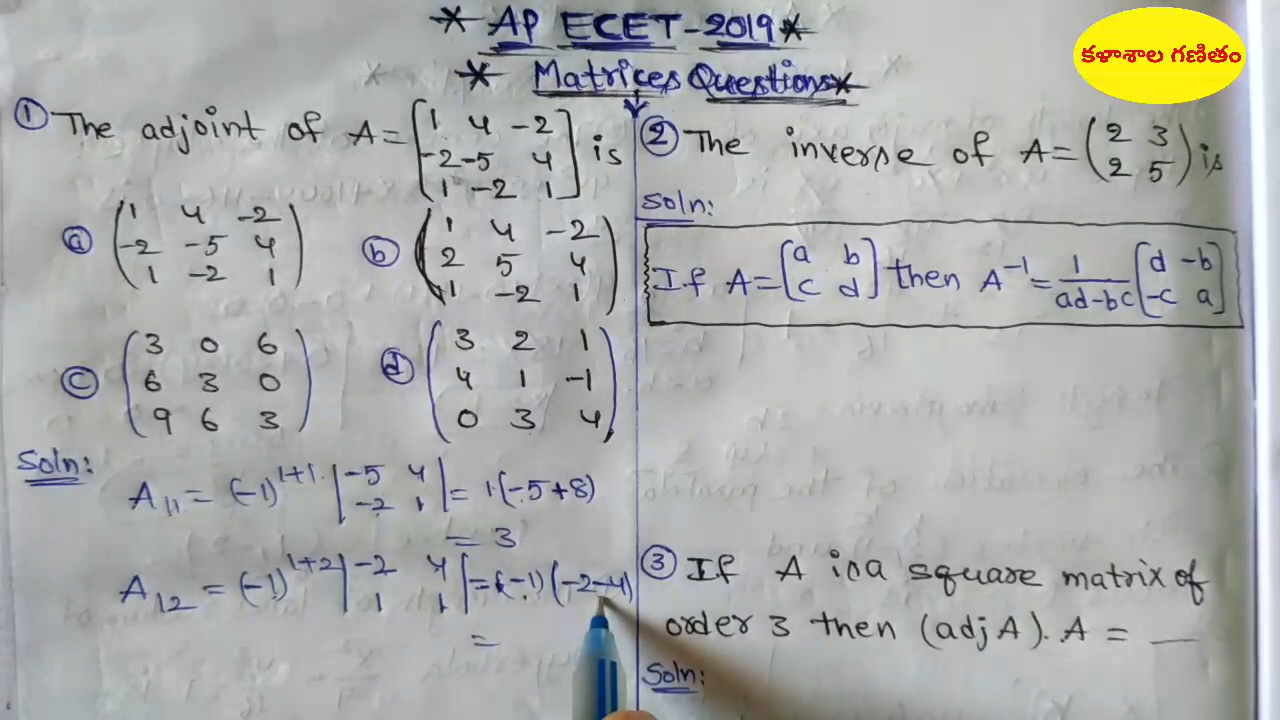 * AP ECET-2019 *
కళాశాల గణితం
* Matrices Questions *
① The adjoint of A = [1 4 -2
-2 -5 4
1 -2 1] is
ⓐ (1 4 -2
-2 -5 4
1 -2 1)
ⓑ (1 4 -2
2 5 4
1 -2 1)
ⓒ (3 0 6
6 3 0
9 6 3)
ⓓ (3 2 1
4 1 -1
0 3 4)
Soln:
A₁₁ = (-1)¹⁺¹ · |-5 4
-2 1| = 1(-5+8)
= 3
A₁₂ = (-1)¹⁺² |-2 4
1 1| = (-1)(-2-4)
=
② The inverse of A = (2 3
2 5) is
Soln:
If A = [a b
c d] then A⁻¹ = 1/(ad-bc) [d -b
-c a]
③ If A is a square matrix of
order 3 then (adj A). A = __
Soln: